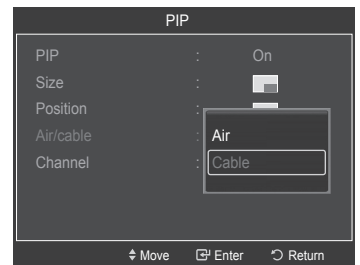 PIP
PIP : On
Size :
Position :
Air/cable : Air
Channel : Cable
Move Enter Return